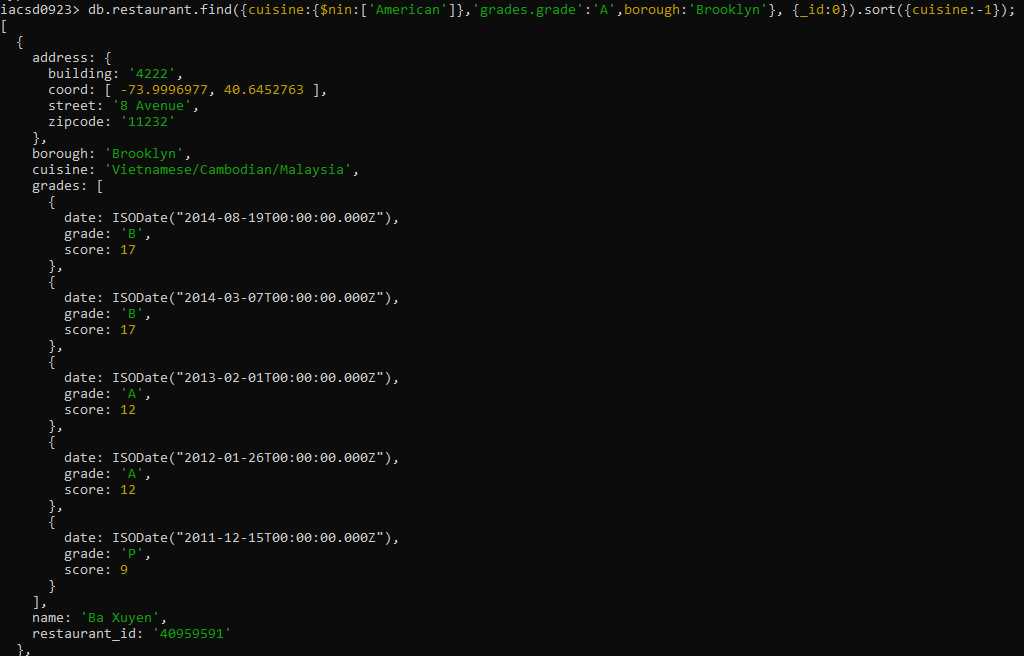 iacsd0923> db.restaurant.find({cuisine:{$nin:['American']},'grades.grade':'A',borough:'Brooklyn'}, {_id:0}).sort({cuisine:-1});
[
  {
    address: {
      building: '4222',
      coord: [ -73.9996977, 40.6452763 ],
      street: '8 Avenue',
      zipcode: '11232'
    },
    borough: 'Brooklyn',
    cuisine: 'Vietnamese/Cambodian/Malaysia',
    grades: [
      {
        date: ISODate("2014-08-19T00:00:00.000Z"),
        grade: 'B',
        score: 17
      },
      {
        date: ISODate("2014-03-07T00:00:00.000Z"),
        grade: 'B',
        score: 17
      },
      {
        date: ISODate("2013-02-01T00:00:00.000Z"),
        grade: 'A',
        score: 12
      },
      {
        date: ISODate("2012-01-26T00:00:00.000Z"),
        grade: 'A',
        score: 12
      },
      {
        date: ISODate("2011-12-15T00:00:00.000Z"),
        grade: 'P',
        score: 9
      }
    ],
    name: 'Ba Xuyen',
    restaurant_id: '40959591'
  },